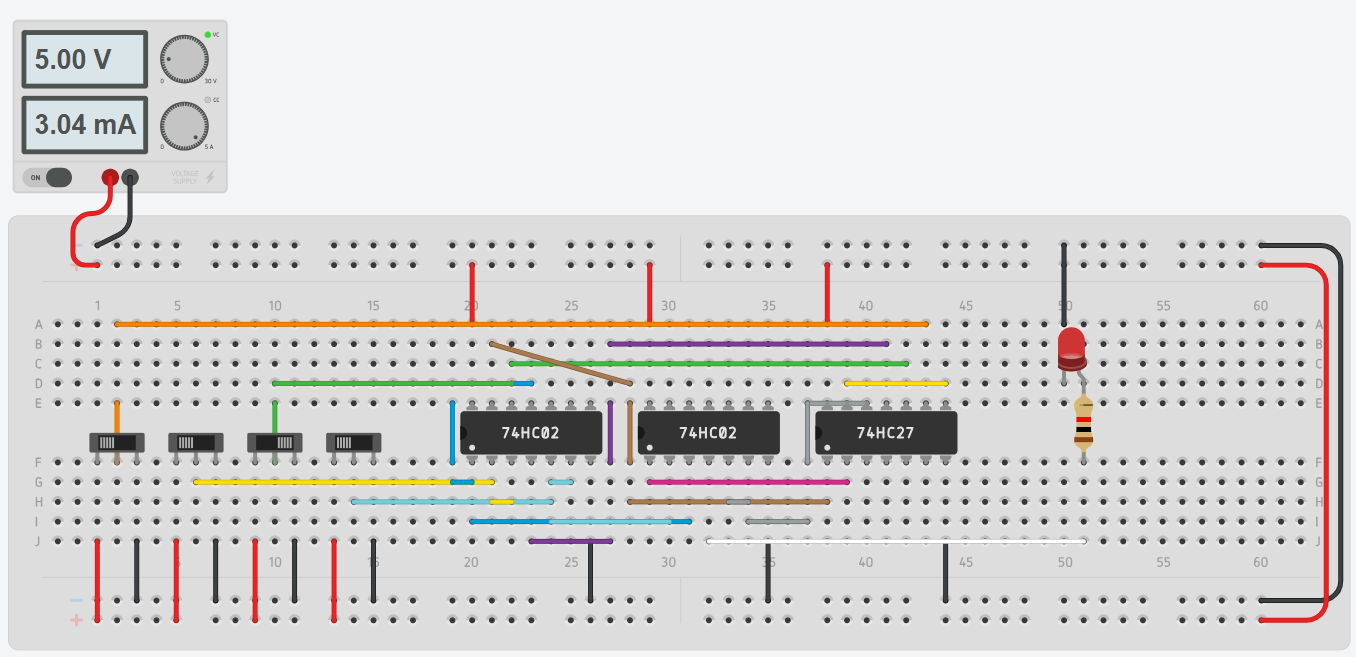 5.00 V
VC
0 30 V
CC
3.04 mA
0 5 A
ON
VOLTAGE
SUPPLY
−
+
1 5 10 15 20 25 30 35 40 45 50 55 60
A A
B B
C C
D D
E E
74HC02 74HC02 74HC27
F F
G G
H H
I I
J J
5 10 15 20 25 30 35 40 45 50 55 60
−
+